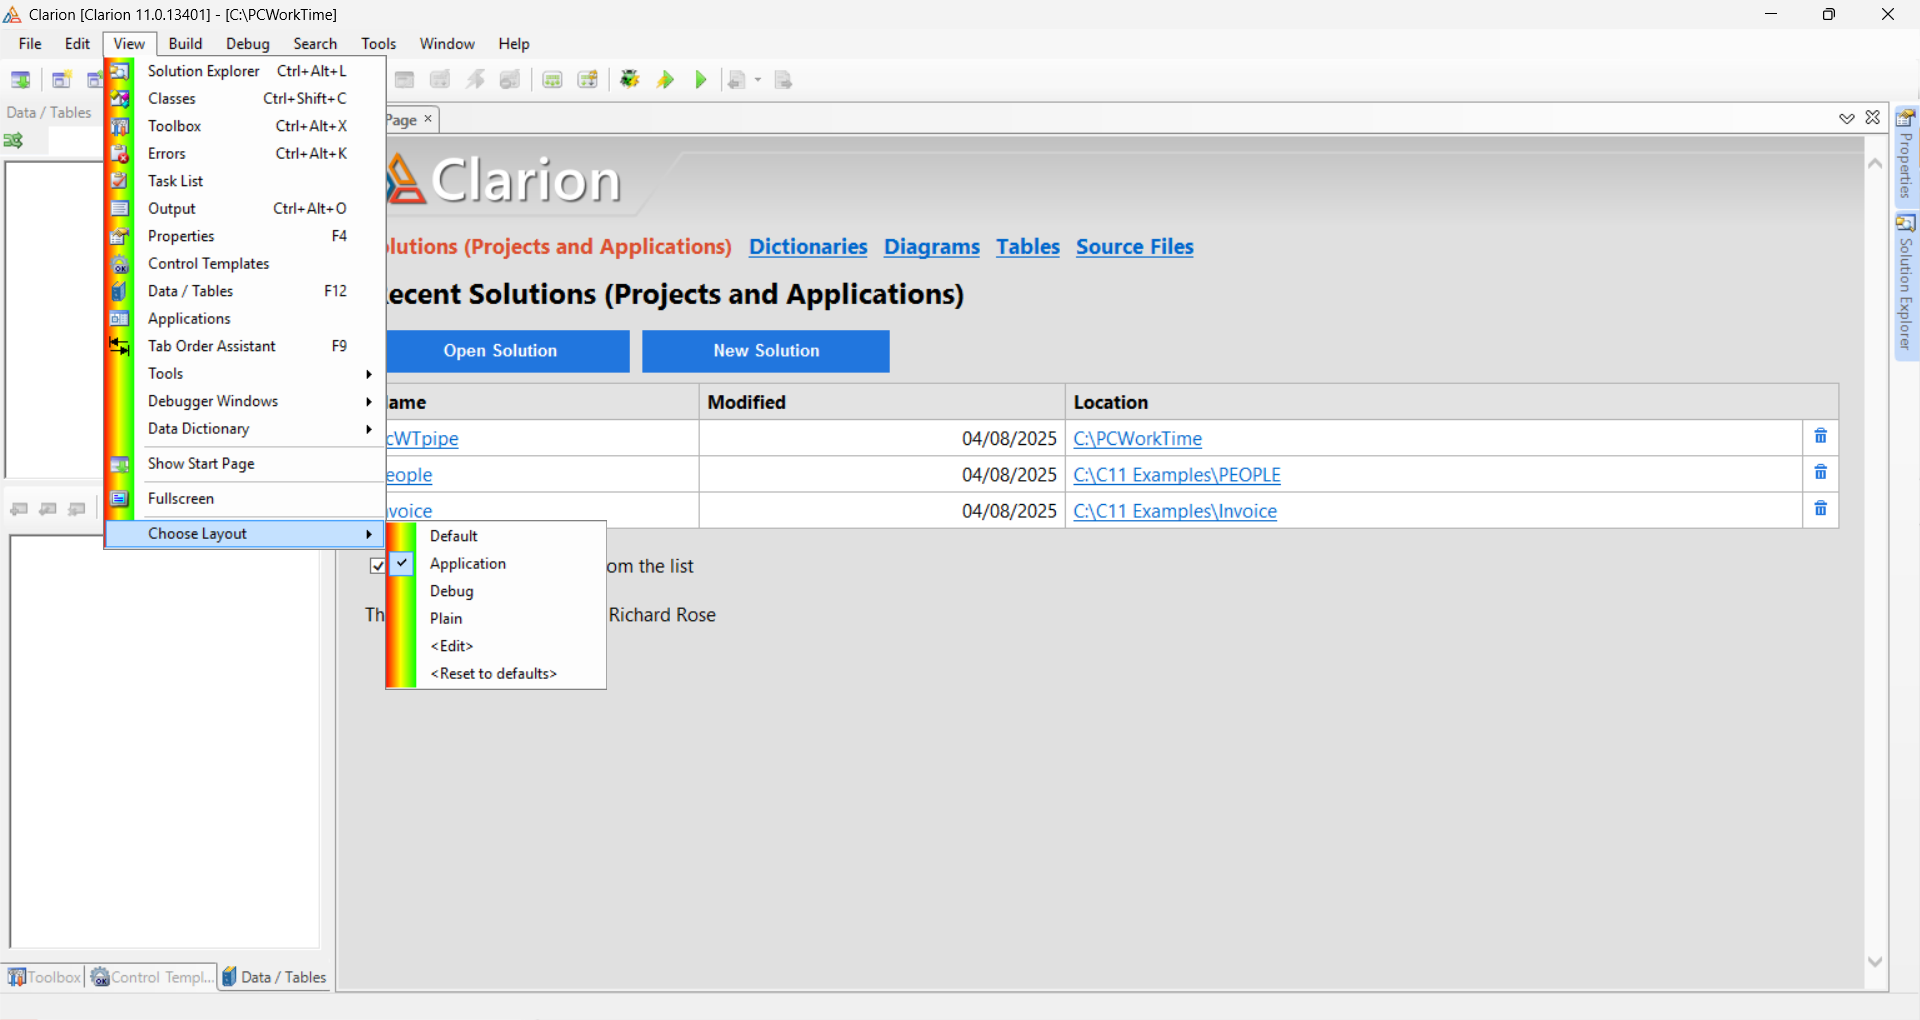 Clarion [Clarion 11.0.13401] - [C:\PCWorkTime]
File Edit View Build Debug Search Tools Window Help
Solution Explorer Ctrl+Alt+L
Classes Ctrl+Shift+C
Toolbox Ctrl+Alt+X
Errors Ctrl+Alt+K
Task List
Output Ctrl+Alt+O
Properties F4
Control Templates
Data / Tables F12
Applications
Tab Order Assistant F9
Tools
Debugger Windows
Data Dictionary
Show Start Page
Fullscreen
Choose Layout
Default
Application
Debug
Plain
<Edit>
<Reset to defaults>
Data / Tables
Page
Clarion
lutions (Projects and Applications) Dictionaries Diagrams Tables Source Files
ecent Solutions (Projects and Applications)
Open Solution New Solution
ame Modified Location
cWTpipe 04/08/2025 C:\PCWorkTime
eople 04/08/2025 C:\C11 Examples\PEOPLE
voice 04/08/2025 C:\C11 Examples\Invoice
om the list
Th Richard Rose
Properties
Solution Explorer
Toolbox Control Templ... Data / Tables